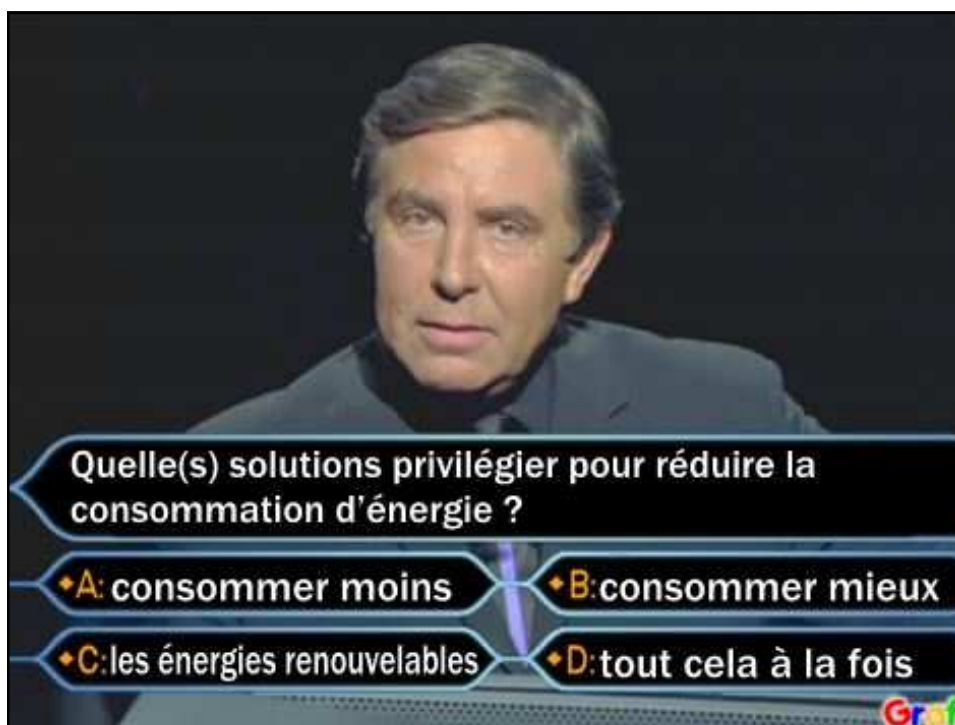 Quelle(s) solutions privilégier pour réduire la
consommation d'énergie ?
A: consommer moins
B: consommer mieux
C: les énergies renouvelables
D: tout cela à la fois
Graf